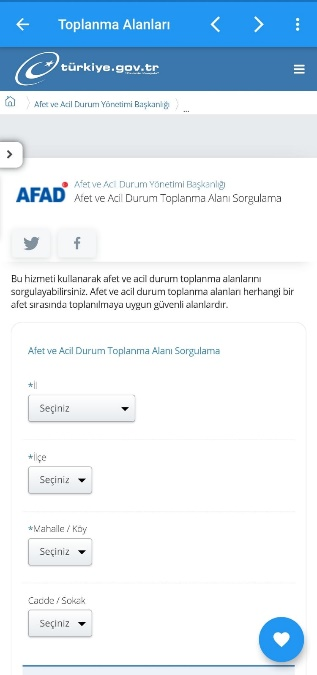 Toplanma Alanları
türkiye.gov.tr
Afet ve Acil Durum Yönetimi Başkanlığı
...
AFAD
Afet ve Acil Durum Yönetimi Başkanlığı
Afet ve Acil Durum Toplanma Alanı Sorgulama
Bu hizmeti kullanarak afet ve acil durum toplanma alanlarını
sorgulayabilirsiniz. Afet ve acil durum toplanma alanları herhangi bir
afet sırasında toplanılmaya uygun güvenli alanlardır.
Afet ve Acil Durum Toplanma Alanı Sorgulama
*İl
Seçiniz
*İlçe
Seçiniz
*Mahalle / Köy
Seçiniz
Cadde / Sokak
Seçiniz